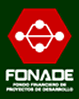 FONADE
FONDO FINANCIERO DE
PROYECTOS DE DESARROLLO